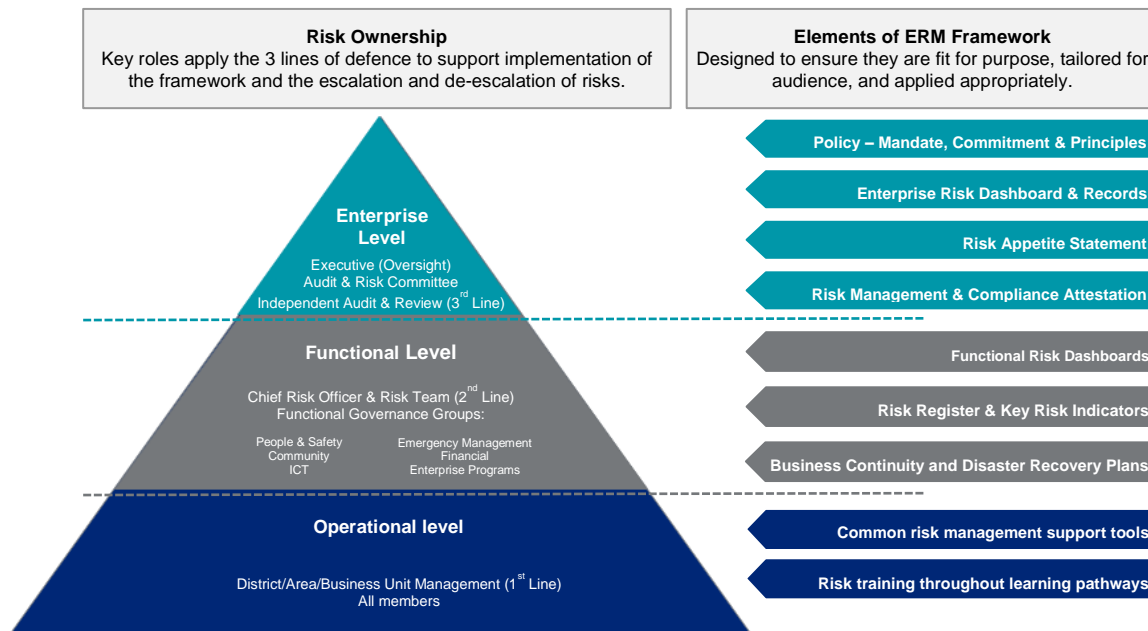 Risk Ownership
Key roles apply the 3 lines of defence to support implementation of
the framework and the escalation and de-escalation of risks.
Elements of ERM Framework
Designed to ensure they are fit for purpose, tailored for
audience, and applied appropriately.
Enterprise
Level
Executive (Oversight)
Audit & Risk Committee
Independent Audit & Review (3rd Line)
Policy – Mandate, Commitment & Principles
Enterprise Risk Dashboard & Records
Risk Appetite Statement
Risk Management & Compliance Attestation
Functional Level
Chief Risk Officer & Risk Team (2nd Line)
Functional Governance Groups:
People & Safety
Community
ICT
Emergency Management
Financial
Enterprise Programs
Functional Risk Dashboards
Risk Register & Key Risk Indicators
Business Continuity and Disaster Recovery Plans
Operational level
District/Area/Business Unit Management (1st Line)
All members
Common risk management support tools
Risk training throughout learning pathways